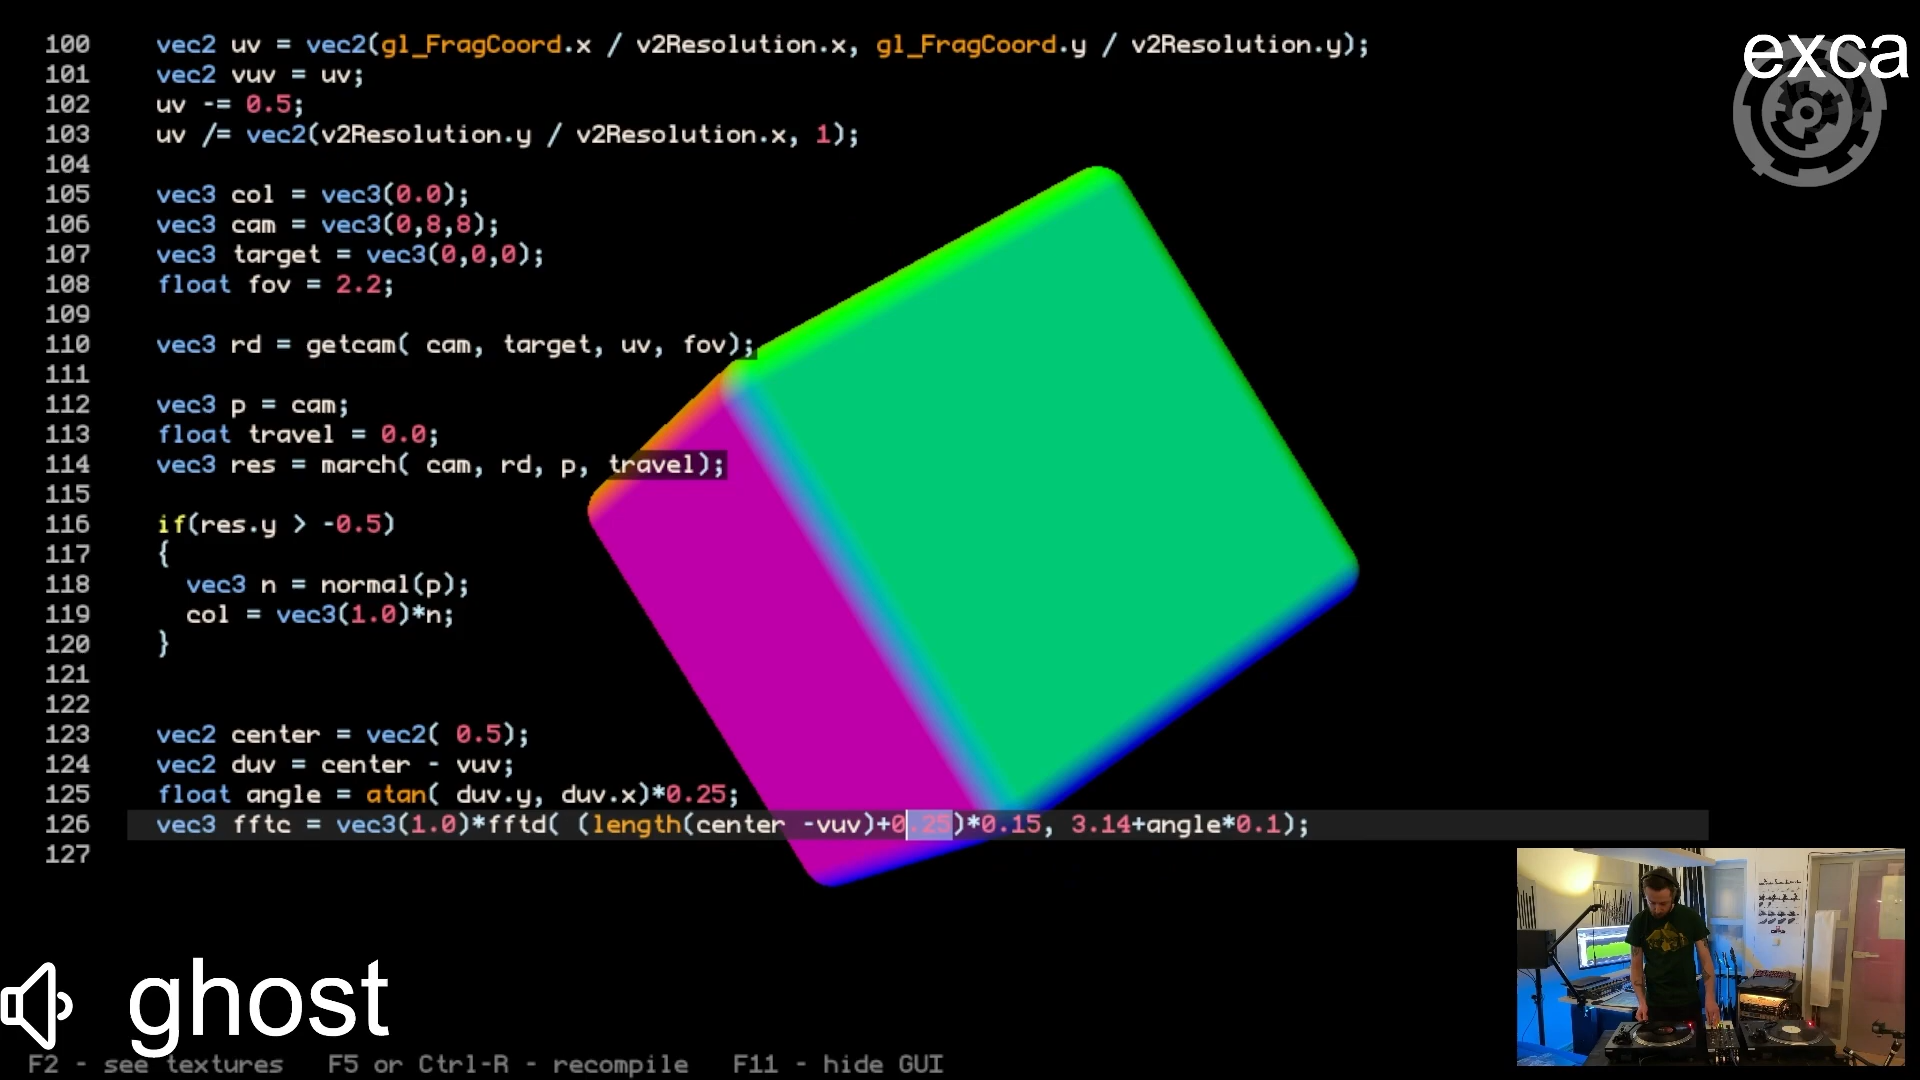 100 vec2 uv = vec2(gl_FragCoord.x / v2Resolution.x, gl_FragCoord.y / v2Resolution.y);
101 vec2 vuv = uv;
102 uv -= 0.5;
103 uv /= vec2(v2Resolution.y / v2Resolution.x, 1);
104
105 vec3 col = vec3(0.0);
106 vec3 cam = vec3(0,8,8);
107 vec3 target = vec3(0,0,0);
108 float fov = 2.2;
109
110 vec3 rd = getcam( cam, target, uv, fov);
111
112 vec3 p = cam;
113 float travel = 0.0;
114 vec3 res = march( cam, rd, p, travel);
115
116 if(res.y > -0.5)
117 {
118 vec3 n = normal(p);
119 col = vec3(1.0)*n;
120 }
121
122
123 vec2 center = vec2( 0.5);
124 vec2 duv = center - vuv;
125 float angle = atan( duv.y, duv.x)*0.25;
126 vec3 fftc = vec3(1.0)*fftd( (length(center -vuv)+0.25)*0.15, 3.14+angle*0.1);
127
exca
ghost
F2 - see textures F5 or Ctrl-R - recompile F11 - hide GUI